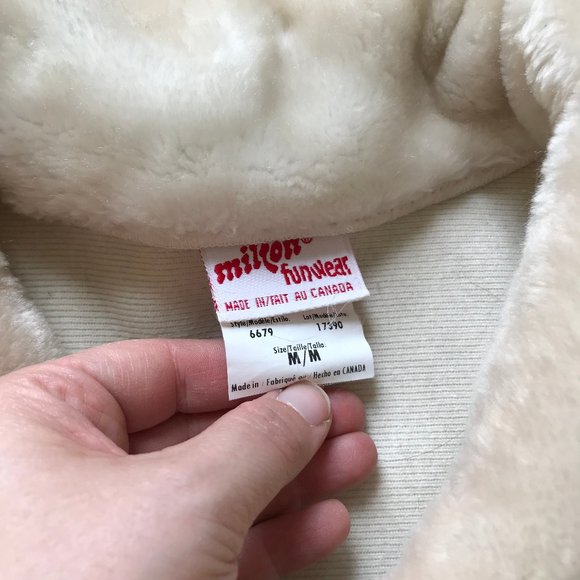 milton®
funwear
MADE IN/FAIT AU CANADA
Style/Modèle/Estilo. Lot/Modèle/Lote.
6679 17390
Size/Taille/Talla.
M/M
Made in / Fabriqué au / Hecho en CANADA